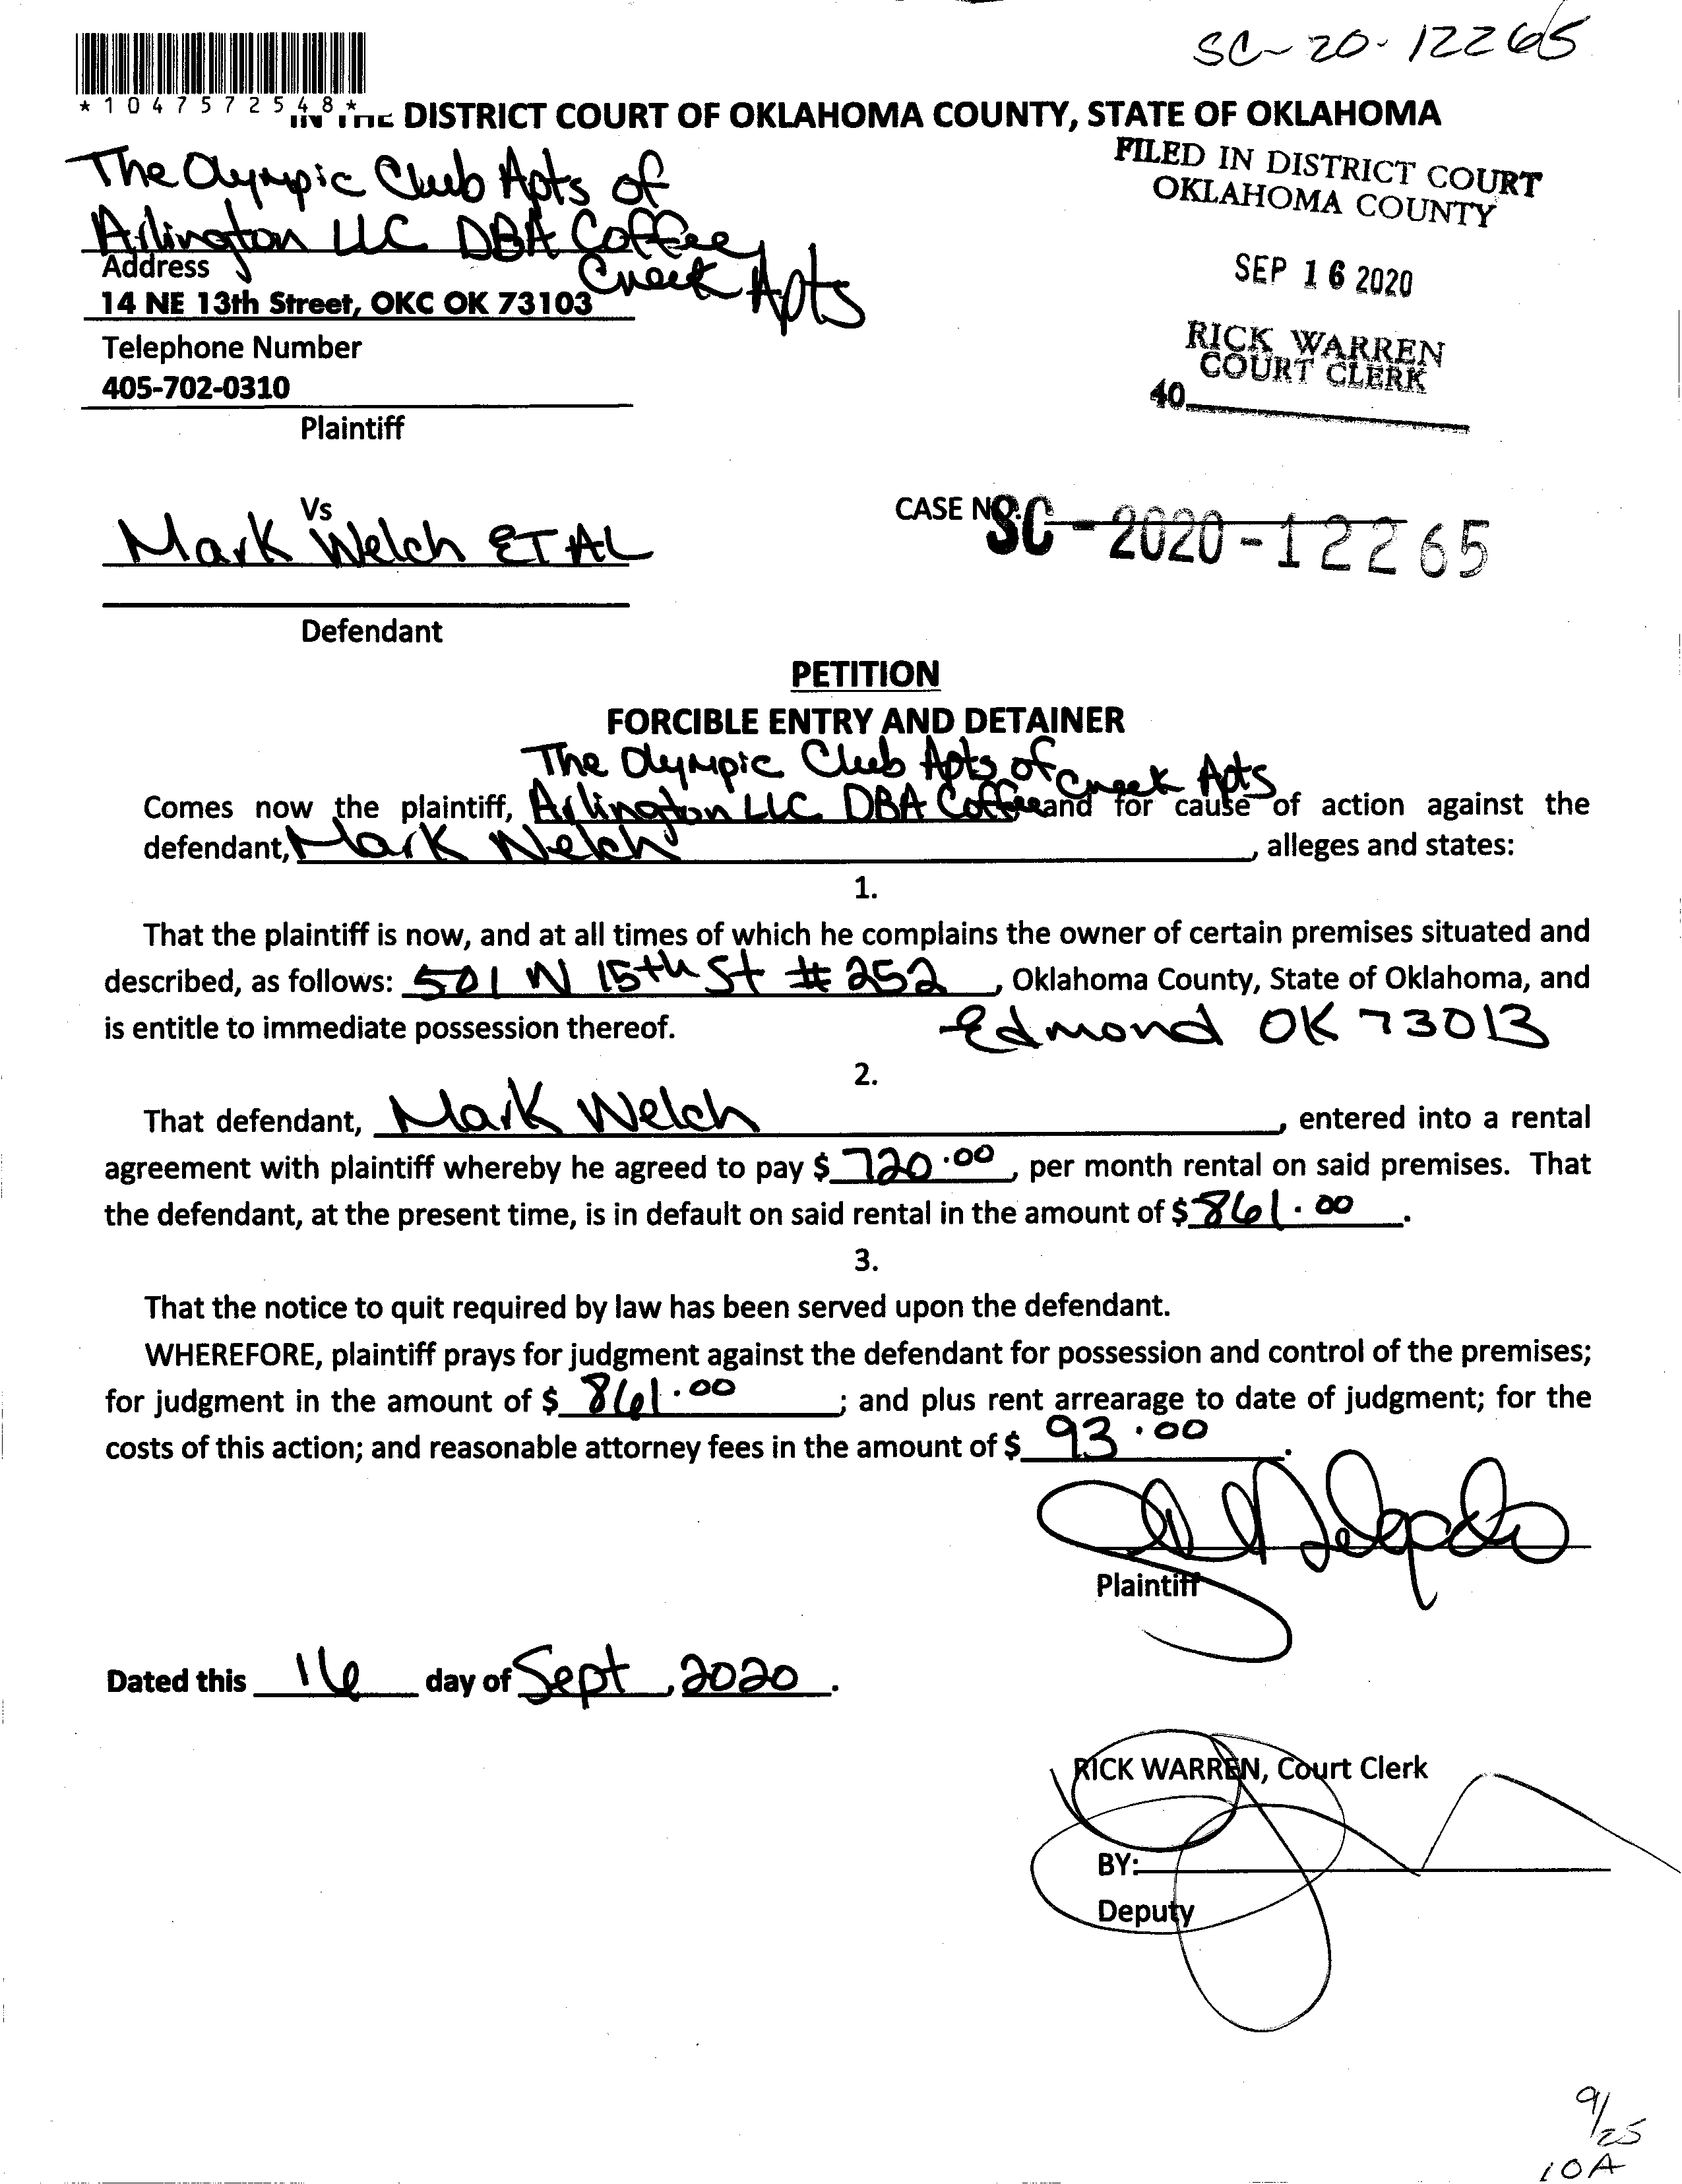 SC-20-12265
*1047572548*
IN THE DISTRICT COURT OF OKLAHOMA COUNTY, STATE OF OKLAHOMA
The Olympic Club Apts of
Arlington LLC DBA Coffee
Creek Apts
FILED IN DISTRICT COURT
OKLAHOMA COUNTY
SEP 16 2020
RICK WARREN
COURT CLERK
40
Address
14 NE 13th Street, OKC OK 73103
Telephone Number
405-702-0310
Plaintiff
Vs
Mark Welch ET AL
CASE NO:
SC-2020-12265
Defendant
PETITION
FORCIBLE ENTRY AND DETAINER
The Olympic Club Apts of Creek Apts
Comes now the plaintiff, Arlington LLC DBA Coffee and for cause of action against the
defendant, Mark Welch, alleges and states:
1.
That the plaintiff is now, and at all times of which he complains the owner of certain premises situated and
described, as follows: 501 W 15th St # 252, Oklahoma County, State of Oklahoma, and
is entitle to immediate possession thereof. Edmond OK 73013
2.
That defendant, Mark Welch, entered into a rental
agreement with plaintiff whereby he agreed to pay $ 720.00, per month rental on said premises. That
the defendant, at the present time, is in default on said rental in the amount of $ 861.00.
3.
That the notice to quit required by law has been served upon the defendant.
WHEREFORE, plaintiff prays for judgment against the defendant for possession and control of the premises;
for judgment in the amount of $ 861.00; and plus rent arrearage to date of judgment; for the
costs of this action; and reasonable attorney fees in the amount of $ 93.00.
Plaintiff
Dated this 16 day of Sept, 2020.
RICK WARREN, Court Clerk
BY:
Deputy
9/25
10A